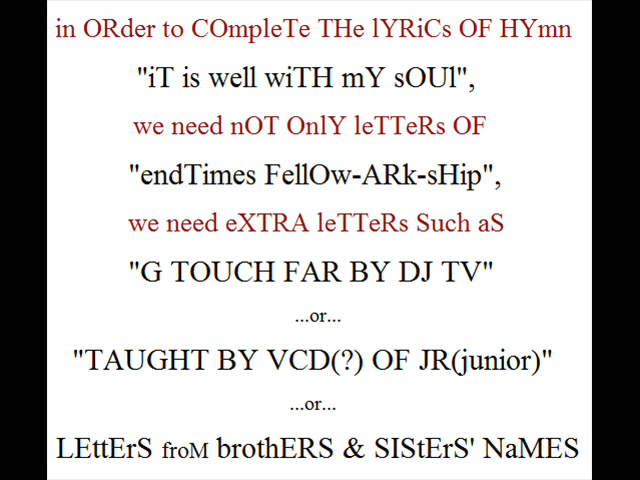 in ORder to COmpleTe THe lYRiCs OF HYmn
"iT is well wiTH mY sOUl",
we need nOT OnlY leTTeRs OF
"endTimes FellOw-ARk-sHip",
we need eXTRA leTTeRs Such aS
"G TOUCH FAR BY DJ TV"
...or...
"TAUGHT BY VCD(?) OF JR(junior)"
...or...
LEttErS froM brothERS & SIStErS' NaMES